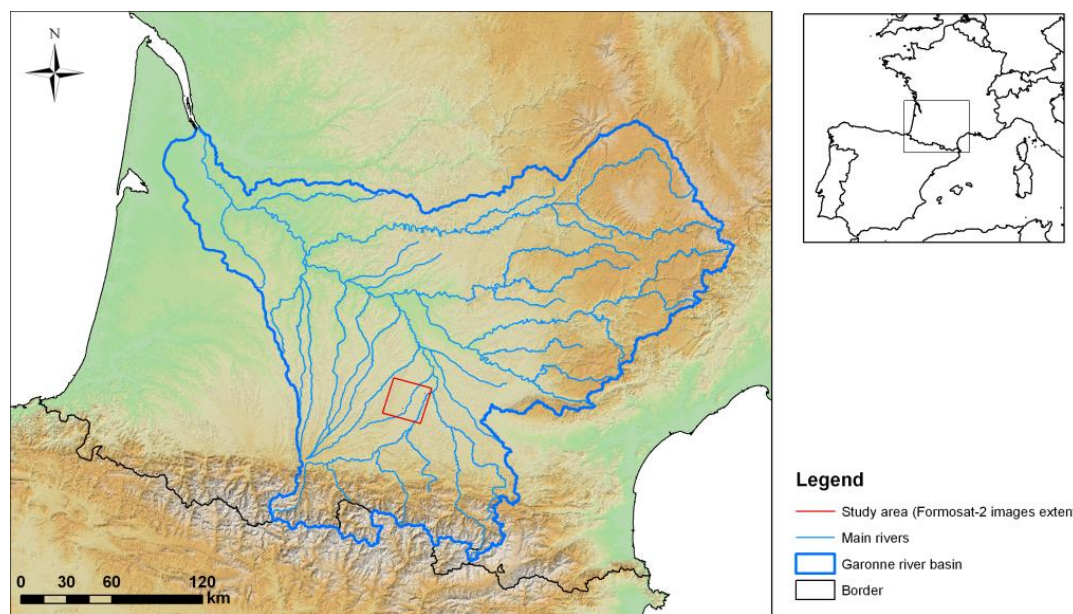 N
0 30 60 120
km
Legend
Study area (Formosat-2 images exten
Main rivers
Garonne river basin
Border